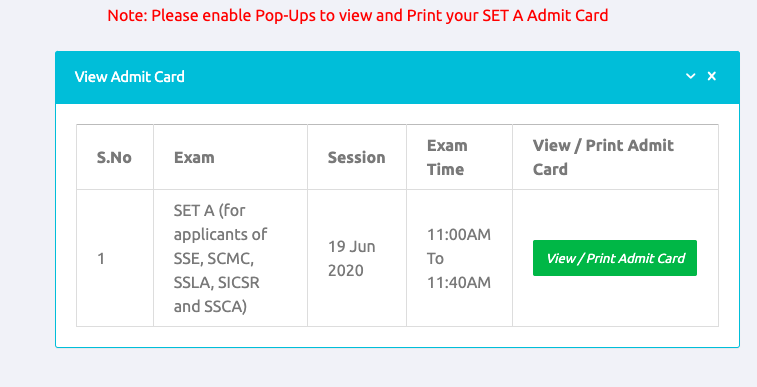 Note: Please enable Pop-Ups to view and Print your SET A Admit Card
View Admit Card
S.No
Exam
Session
Exam
Time
View / Print Admit
Card
1
SET A (for
applicants of
SSE, SCMC,
SSLA, SICSR
and SSCA)
19 Jun
2020
11:00AM
To
11:40AM
View / Print Admit Card